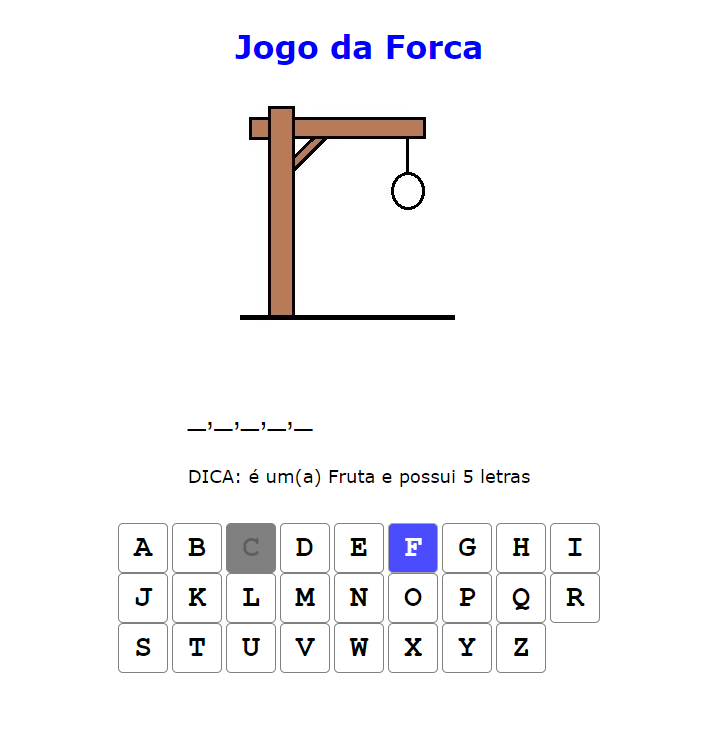 Jogo da Forca
_,_,_,_,_
DICA: é um(a) Fruta e possui 5 letras
A B C D E F G H I
J K L M N O P Q R
S T U V W X Y Z